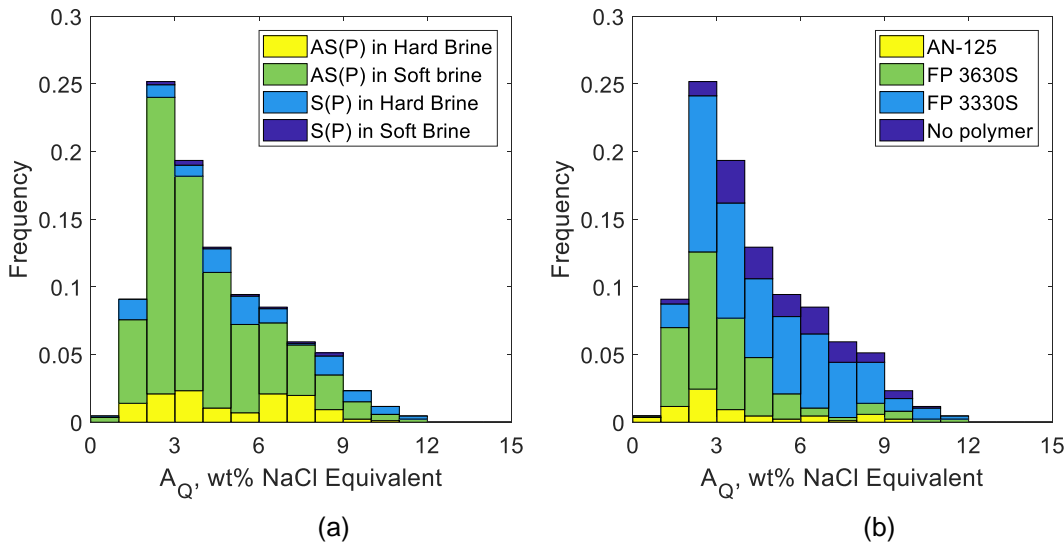 0.3
0.25
0.2
0.15
0.1
0.05
0
Frequency
AS(P) in Hard Brine
AS(P) in Soft brine
S(P) in Hard Brine
S(P) in Soft Brine
0 3 6 9 12 15
A_Q, wt% NaCl Equivalent
(a)
0.3
0.25
0.2
0.15
0.1
0.05
0
Frequency
AN-125
FP 3630S
FP 3330S
No polymer
0 3 6 9 12 15
A_Q, wt% NaCl Equivalent
(b)